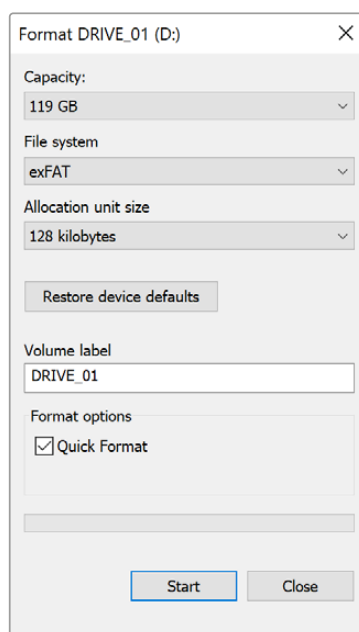 Format DRIVE_01 (D:)
Capacity:
119 GB
File system
exFAT
Allocation unit size
128 kilobytes
Restore device defaults
Volume label
DRIVE_01
Format options
Quick Format
Start Close